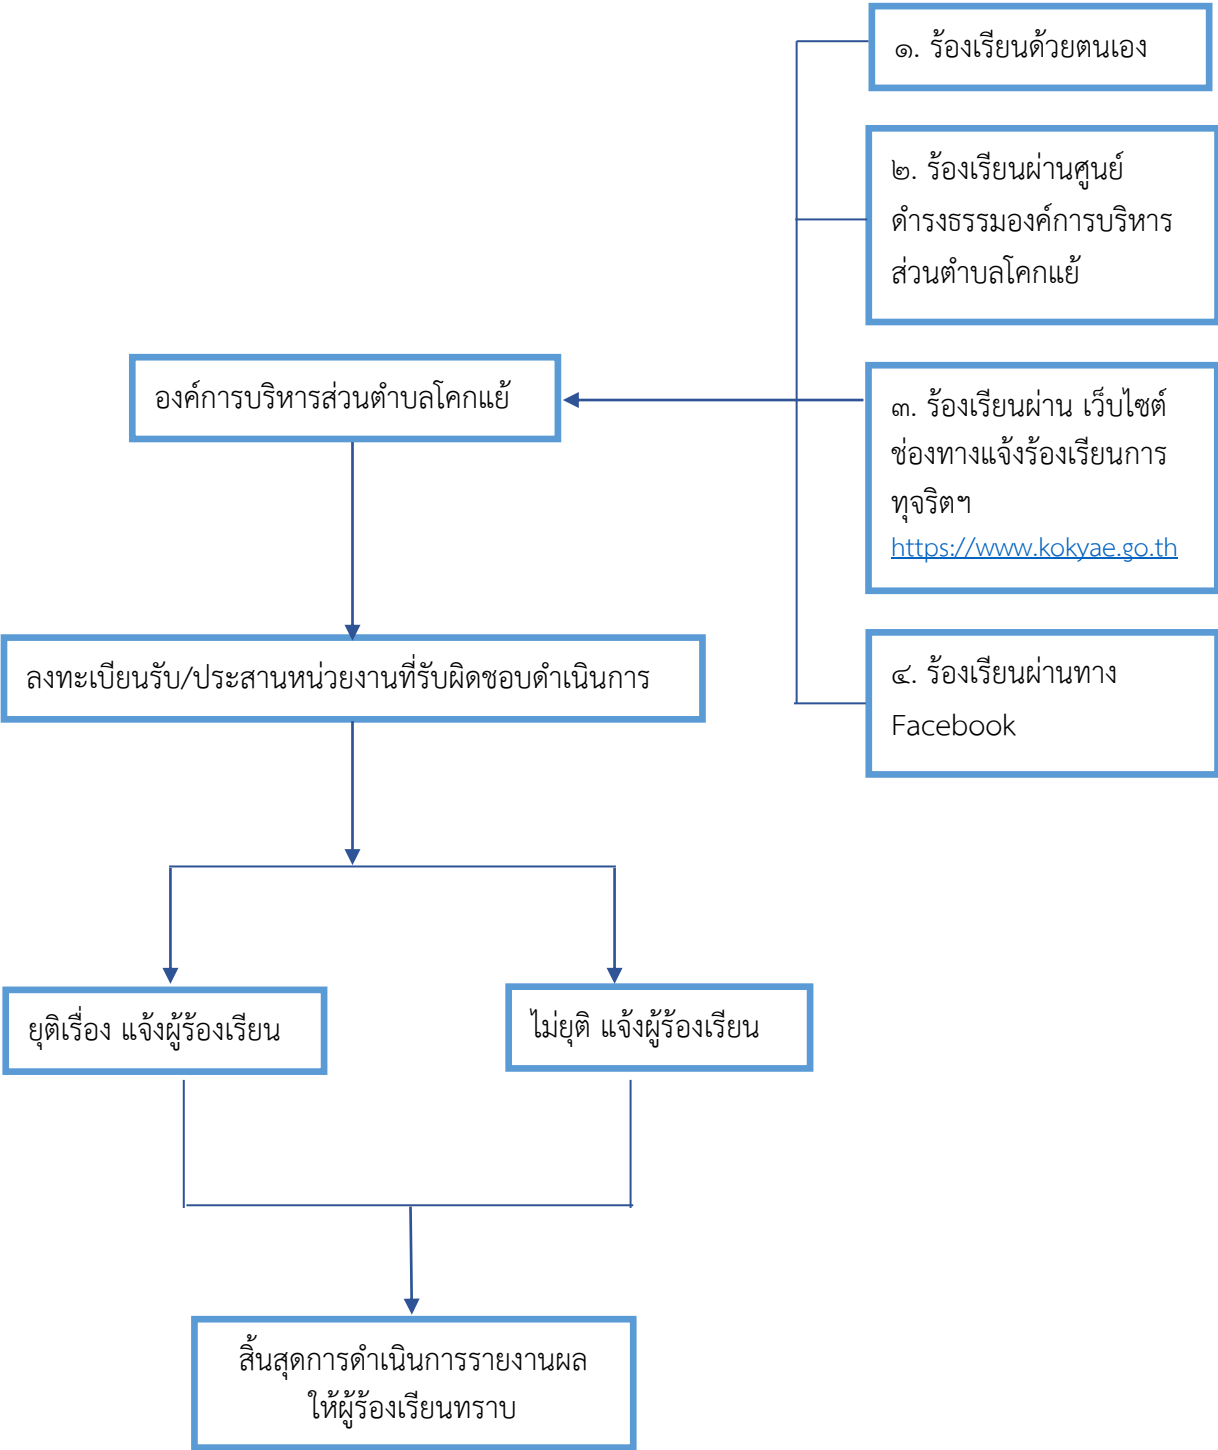 ๑. ร้องเรียนด้วยตนเอง
๒. ร้องเรียนผ่านศูนย์
ดำรงธรรมองค์การบริหาร
ส่วนตำบลโคกแย้
องค์การบริหารส่วนตำบลโคกแย้
๓. ร้องเรียนผ่าน เว็บไซต์
ช่องทางแจ้งร้องเรียนการ
ทุจริตฯ
https://www.kokyae.go.th
ลงทะเบียนรับ/ประสานหน่วยงานที่รับผิดชอบดำเนินการ
๔. ร้องเรียนผ่านทาง
Facebook
ยุติเรื่อง แจ้งผู้ร้องเรียน
ไม่ยุติ แจ้งผู้ร้องเรียน
สิ้นสุดการดำเนินการรายงานผล
ให้ผู้ร้องเรียนทราบ